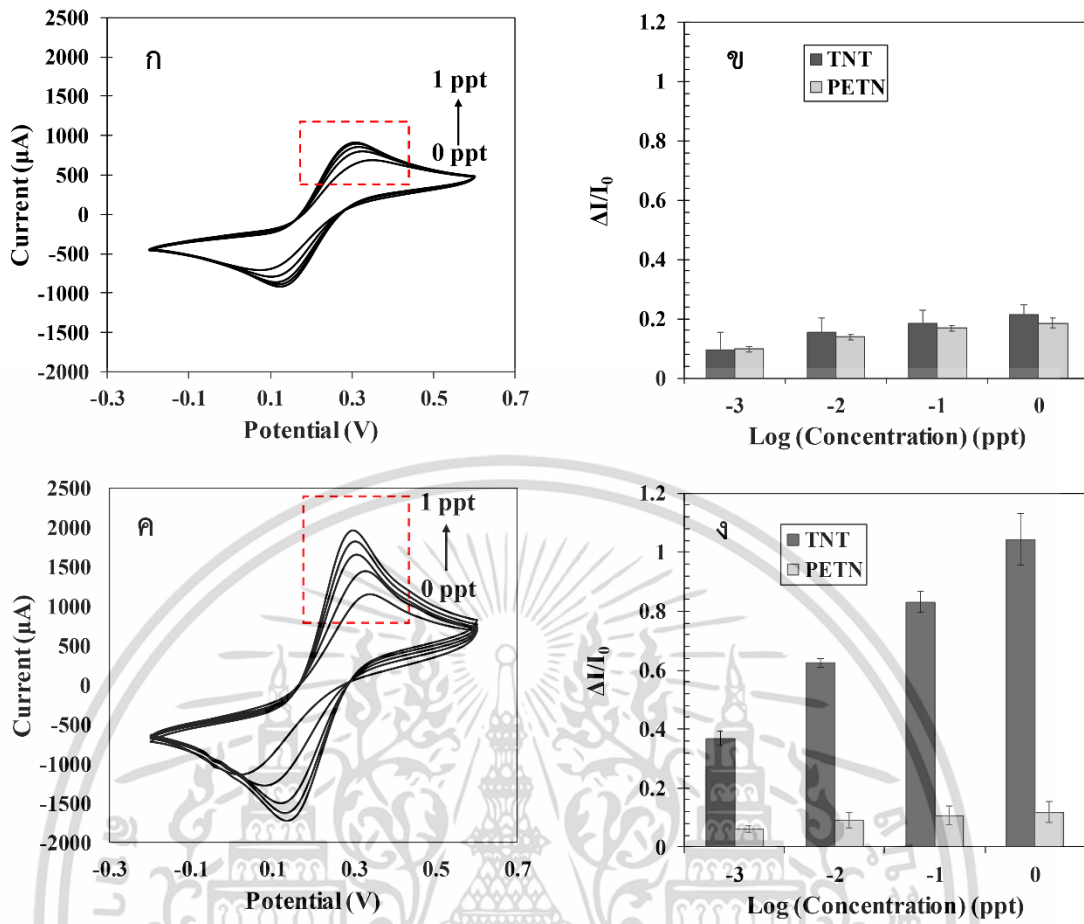 ก
2500
2000
1500
1000
500
0
-500
-1000
-1500
-2000
1 ppt
0 ppt
Current (µA)
-0.3 -0.1 0.1 0.3 0.5 0.7
Potential (V)
ข
TNT
PETN
1.2
1
0.8
0.6
0.4
0.2
0
ΔI/I₀
-3 -2 -1 0
Log (Concentration) (ppt)
ค
2500
2000
1500
1000
500
0
-500
-1000
-1500
-2000
1 ppt
0 ppt
Current (µA)
-0.3 -0.1 0.1 0.3 0.5 0.7
Potential (V)
ง
TNT
PETN
1.2
1
0.8
0.6
0.4
0.2
0
ΔI/I₀
-3 -2 -1 0
Log (Concentration) (ppt)